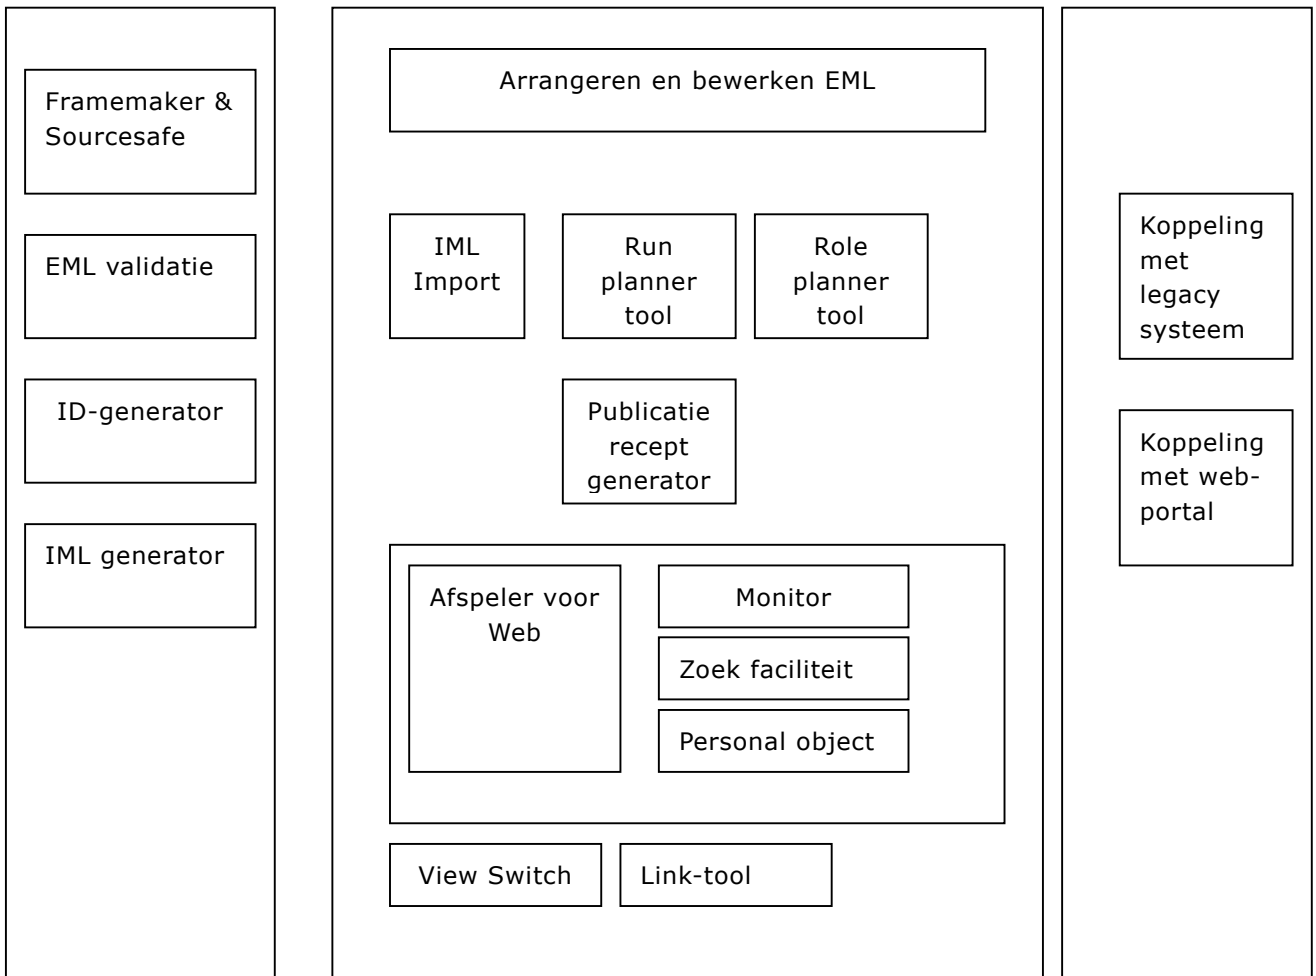 Framemaker &
Sourcesafe
EML validatie
ID-generator
IML generator
Arrangeren en bewerken EML
IML
Import
Run
planner
tool
Role
planner
tool
Publicatie
recept
generator
Afspeler voor
Web
Monitor
Zoek faciliteit
Personal object
View Switch
Link-tool
Koppeling
met
legacy
systeem
Koppeling
met web-
portal